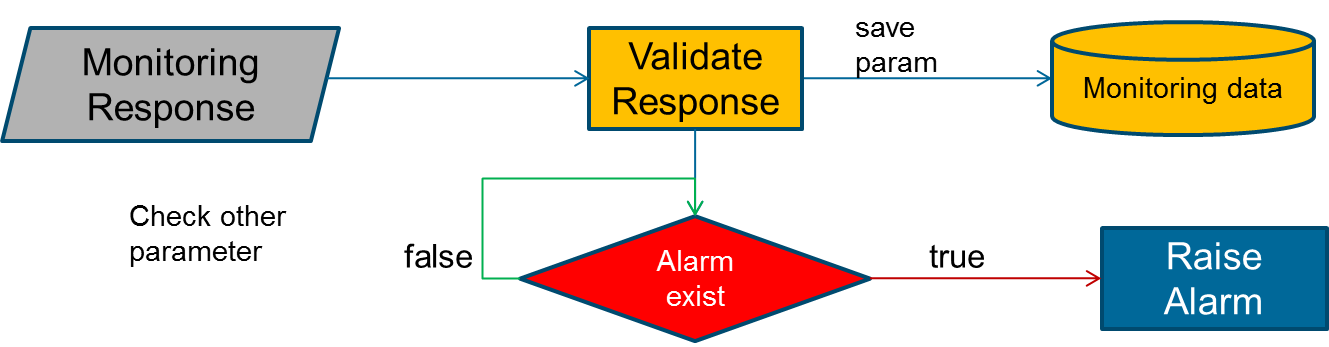 Monitoring
Response
Validate
Response
save
param
Monitoring data
Check other
parameter
false
Alarm
exist
true
Raise
Alarm